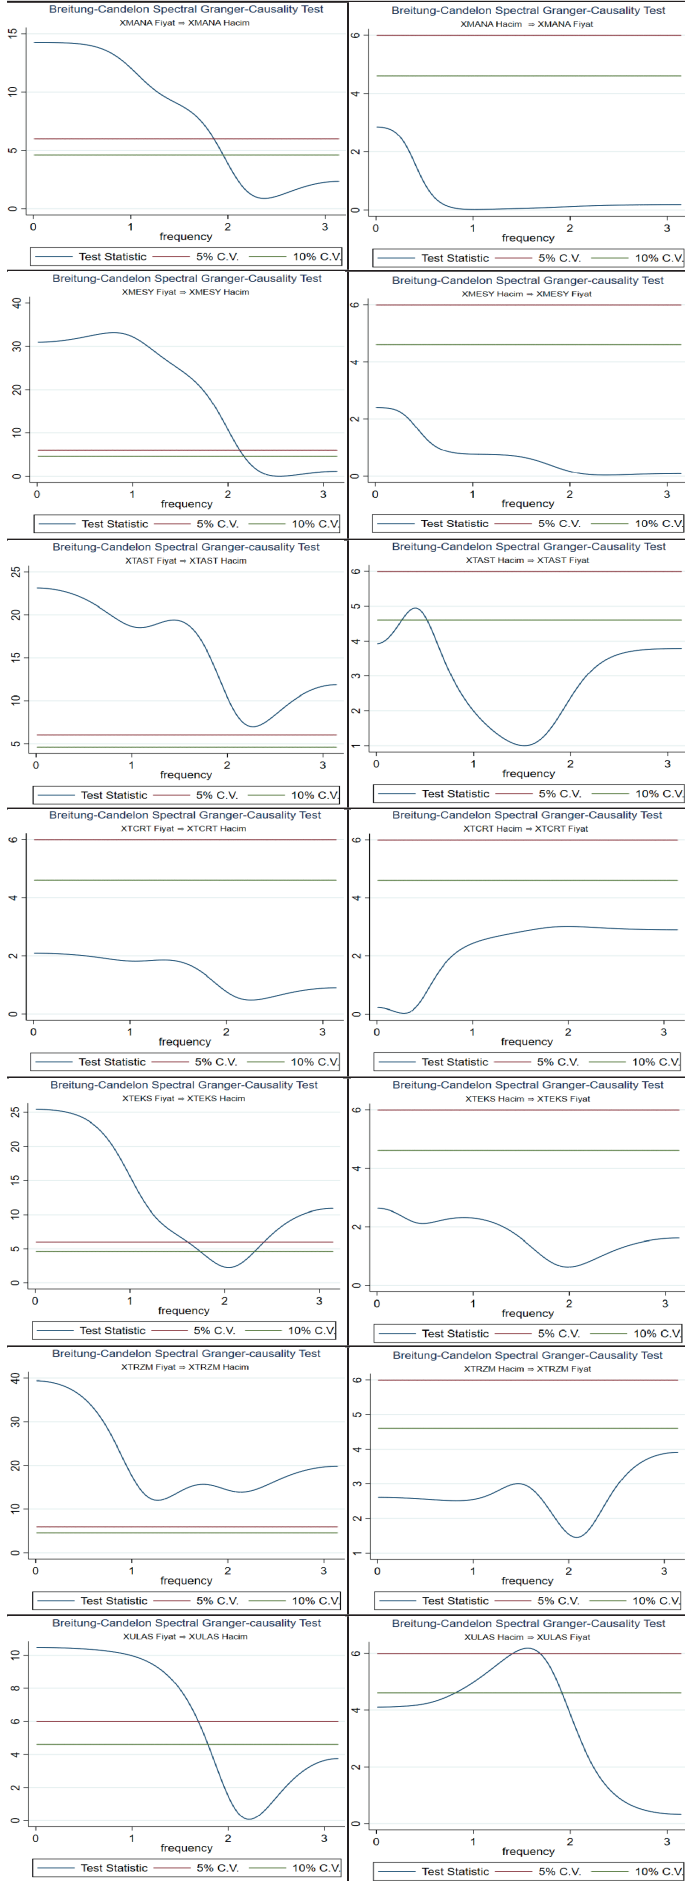 Breitung-Candelon Spectral Granger-Causality Test
XMANA Fiyat ⇒ XMANA Hacim
15
10
5
0
0 1 2 3
frequency
Test Statistic 5% C.V. 10% C.V.
Breitung-Candelon Spectral Granger-Causality Test
XMANA Hacim ⇒ XMANA Fiyat
6
4
2
0
0 1 2 3
frequency
Test Statistic 5% C.V. 10% C.V.
Breitung-Candelon Spectral Granger-Causality Test
XMESY Fiyat ⇒ XMESY Hacim
40
30
20
10
0
0 1 2 3
frequency
Test Statistic 5% C.V. 10% C.V.
Breitung-Candelon Spectral Granger-causality Test
XMESY Hacim ⇒ XMESY Fiyat
6
4
2
0
0 1 2 3
frequency
Test Statistic 5% C.V. 10% C.V.
Breitung-Candelon Spectral Granger-causality Test
XTAST Fiyat ⇒ XTAST Hacim
25
20
15
10
5
0 1 2 3
frequency
Test Statistic 5% C.V. 10% C.V.
Breitung-Candelon Spectral Granger-Causality Test
XTAST Hacim ⇒ XTAST Fiyat
6
5
4
3
2
1
0 1 2 3
frequency
Test Statistic 5% C.V. 10% C.V.
Breitung-Candelon Spectral Granger-Causality Test
XTCRT Fiyat ⇒ XTCRT Hacim
6
4
2
0
0 1 2 3
frequency
Test Statistic 5% C.V. 10% C.V.
Breitung-Candelon Spectral Granger-Causality Test
XTCRT Hacim ⇒ XTCRT Fiyat
6
4
2
0
0 1 2 3
frequency
Test Statistic 5% C.V. 10% C.V.
Breitung-Candelon Spectral Granger-Causality Test
XTEKS Fiyat ⇒ XTEKS Hacim
25
20
15
10
5
0
0 1 2 3
frequency
Test Statistic 5% C.V. 10% C.V.
Breitung-Candelon Spectral Granger-Causality Test
XTEKS Hacim ⇒ XTEKS Fiyat
6
4
2
0
0 1 2 3
frequency
Test Statistic 5% C.V. 10% C.V.
Breitung-Candelon Spectral Granger-causality Test
XTRZM Fiyat ⇒ XTRZM Hacim
40
30
20
10
0
0 1 2 3
frequency
Test Statistic 5% C.V. 10% C.V.
Breitung-Candelon Spectral Granger-Causality Test
XTRZM Hacim ⇒ XTRZM Fiyat
6
5
4
3
2
1
0 1 2 3
frequency
Test Statistic 5% C.V. 10% C.V.
Breitung-Candelon Spectral Granger-causality Test
XULAS Fiyat ⇒ XULAS Hacim
10
8
6
4
2
0
0 1 2 3
frequency
Test Statistic 5% C.V. 10% C.V.
Breitung-Candelon Spectral Granger-Causality Test
XULAS Hacim ⇒ XULAS Fiyat
6
4
2
0
0 1 2 3
frequency
Test Statistic 5% C.V. 10% C.V.